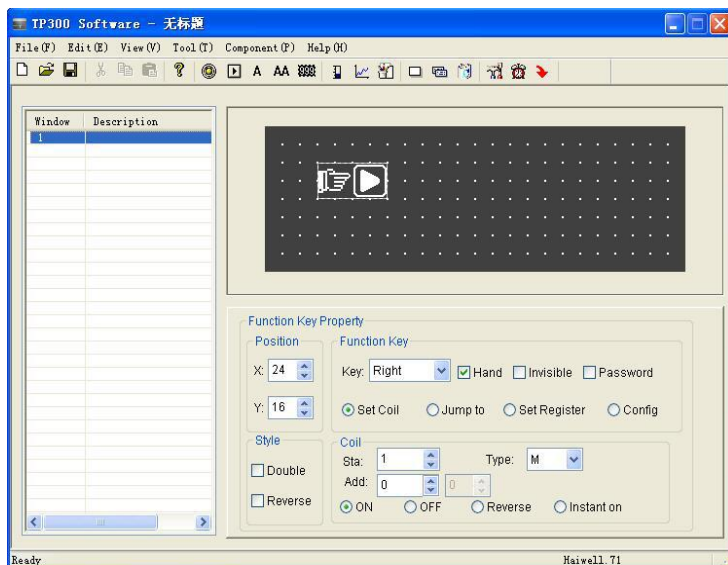 TP300 Software - 无标题
File(F) Edit(E) View(V) Tool(T) Component(P) Help(H)
A AA
Window Description
1
Function Key Property
Position
X: 24
Y: 16
Function Key
Key: Right Hand Invisible Password
Set Coil Jump to Set Register Config
Style
Double
Reverse
Coil
Sta: 1 Type: M
Add: 0 0
ON OFF Reverse Instant on
Ready Haiwell.71